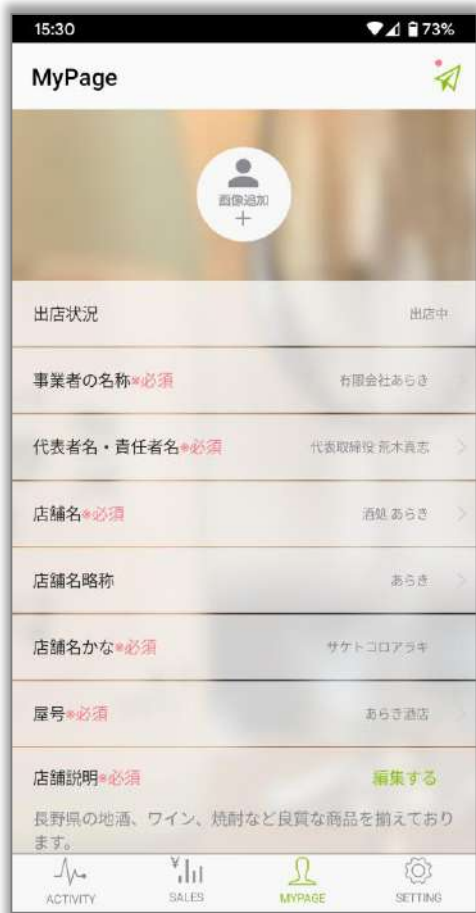 15:30 73%
MyPage
画像追加
+
出店状況 出店中
事業者の名称※必須 有限会社あらき
代表者名・責任者名※必須 代表取締役 荒木真志
店舗名※必須 酒処 あらき
店舗名略称 あらき
店舗名かな※必須 サケトコロアラキ
屋号※必須 あらき酒店
店舗説明※必須 編集する
長野県の地酒、ワイン、焼酎など良質な商品を揃えており
ます。
ACTIVITY ¥ SALES MYPAGE SETTING